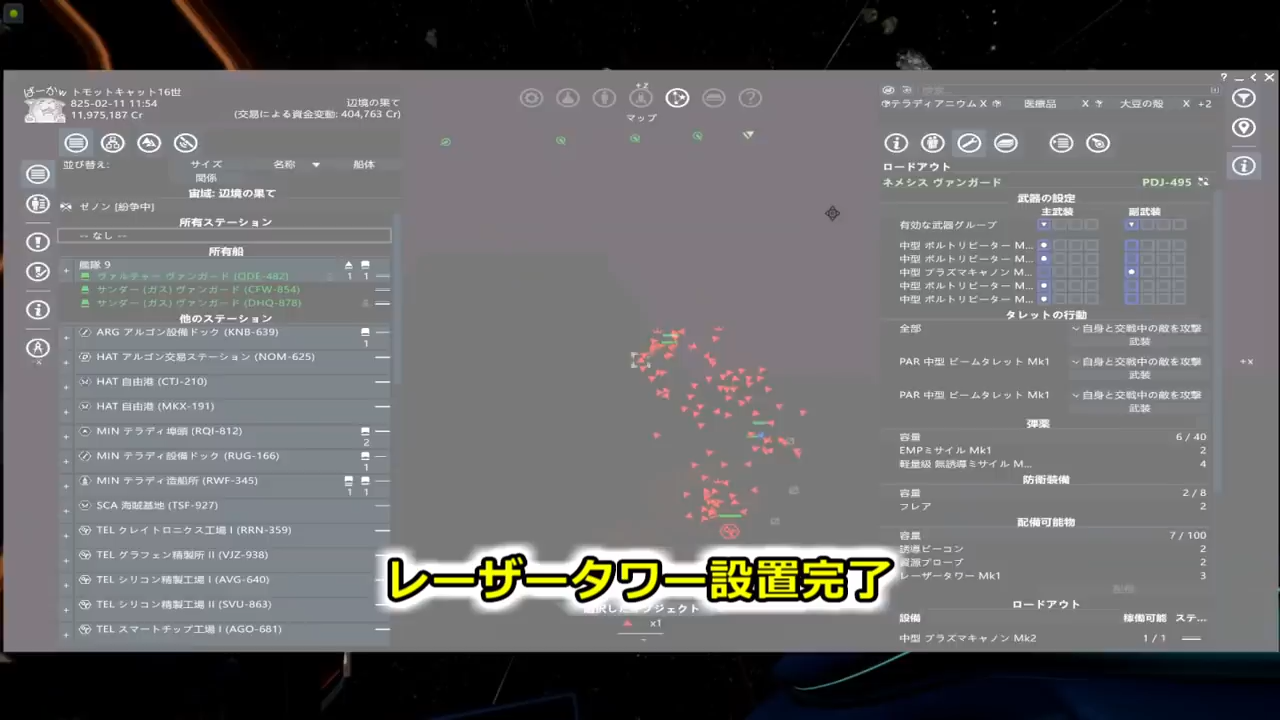 ぱーかw トモットキャット16世
825-02-11 11:54
11,975,187 Cr
辺境の果て
(交易による資金変動: 404,763 Cr)
並び替え:
サイズ
名称
船体
関係
宙域: 辺境の果て
ゼノン [紛争中]
所有ステーション
-- なし --
所有船
艦隊 9
1 1
ヴァルチャー ヴァンガード (ODE-482)
サンダー (ガス) ヴァンガード (CFW-854)
サンダー (ガス) ヴァンガード (DHQ-878)
他のステーション
ARG アルゴン設備ドック (KNB-639)
1
HAT アルゴン交易ステーション (NOM-625)
HAT 自由港 (CTJ-210)
HAT 自由港 (MKX-191)
MIN テラディ埠頭 (RQI-812)
2
MIN テラディ設備ドック (RUG-166)
1
MIN テラディ造船所 (RWF-345)
1 1
SCA 海賊基地 (TSF-927)
TEL クレイトロニクス工場 I (RRN-359)
TEL グラフェン精製所 II (VJZ-938)
TEL シリコン精製工場 I (AVG-640)
TEL シリコン精製工場 II (SVU-863)
TEL スマートチップ工場 I (AGO-681)
マップ
レーザータワー設置完了
選択したオブジェクト
x1
? _ < X
検索...
テラディアニウム X
医療品 X
大豆の殻 X +2
ロードアウト
ネメシス ヴァンガード PDJ-495
武器の設定
主武装 副武装
有効な武器グループ
中型 ボルトリピーター M...
中型 ボルトリピーター M...
中型 プラズマキャノン M...
中型 ボルトリピーター M...
中型 ボルトリピーター M...
タレットの行動
全部 自身と交戦中の敵を攻撃
武装
PAR 中型 ビームタレット Mk1 自身と交戦中の敵を攻撃
武装
PAR 中型 ビームタレット Mk1 自身と交戦中の敵を攻撃
武装
弾薬
容量 6 / 40
EMPミサイル Mk1 2
軽量級 無誘導ミサイル M... 4
防衛装備
容量 2 / 8
フレア 2
配備可能物
容量 7 / 100
誘導ビーコン 2
資源プローブ 2
レーザータワー Mk1 3
ロードアウト
設備 稼働可能 ステ...
中型 プラズマキャノン Mk2 1 / 1